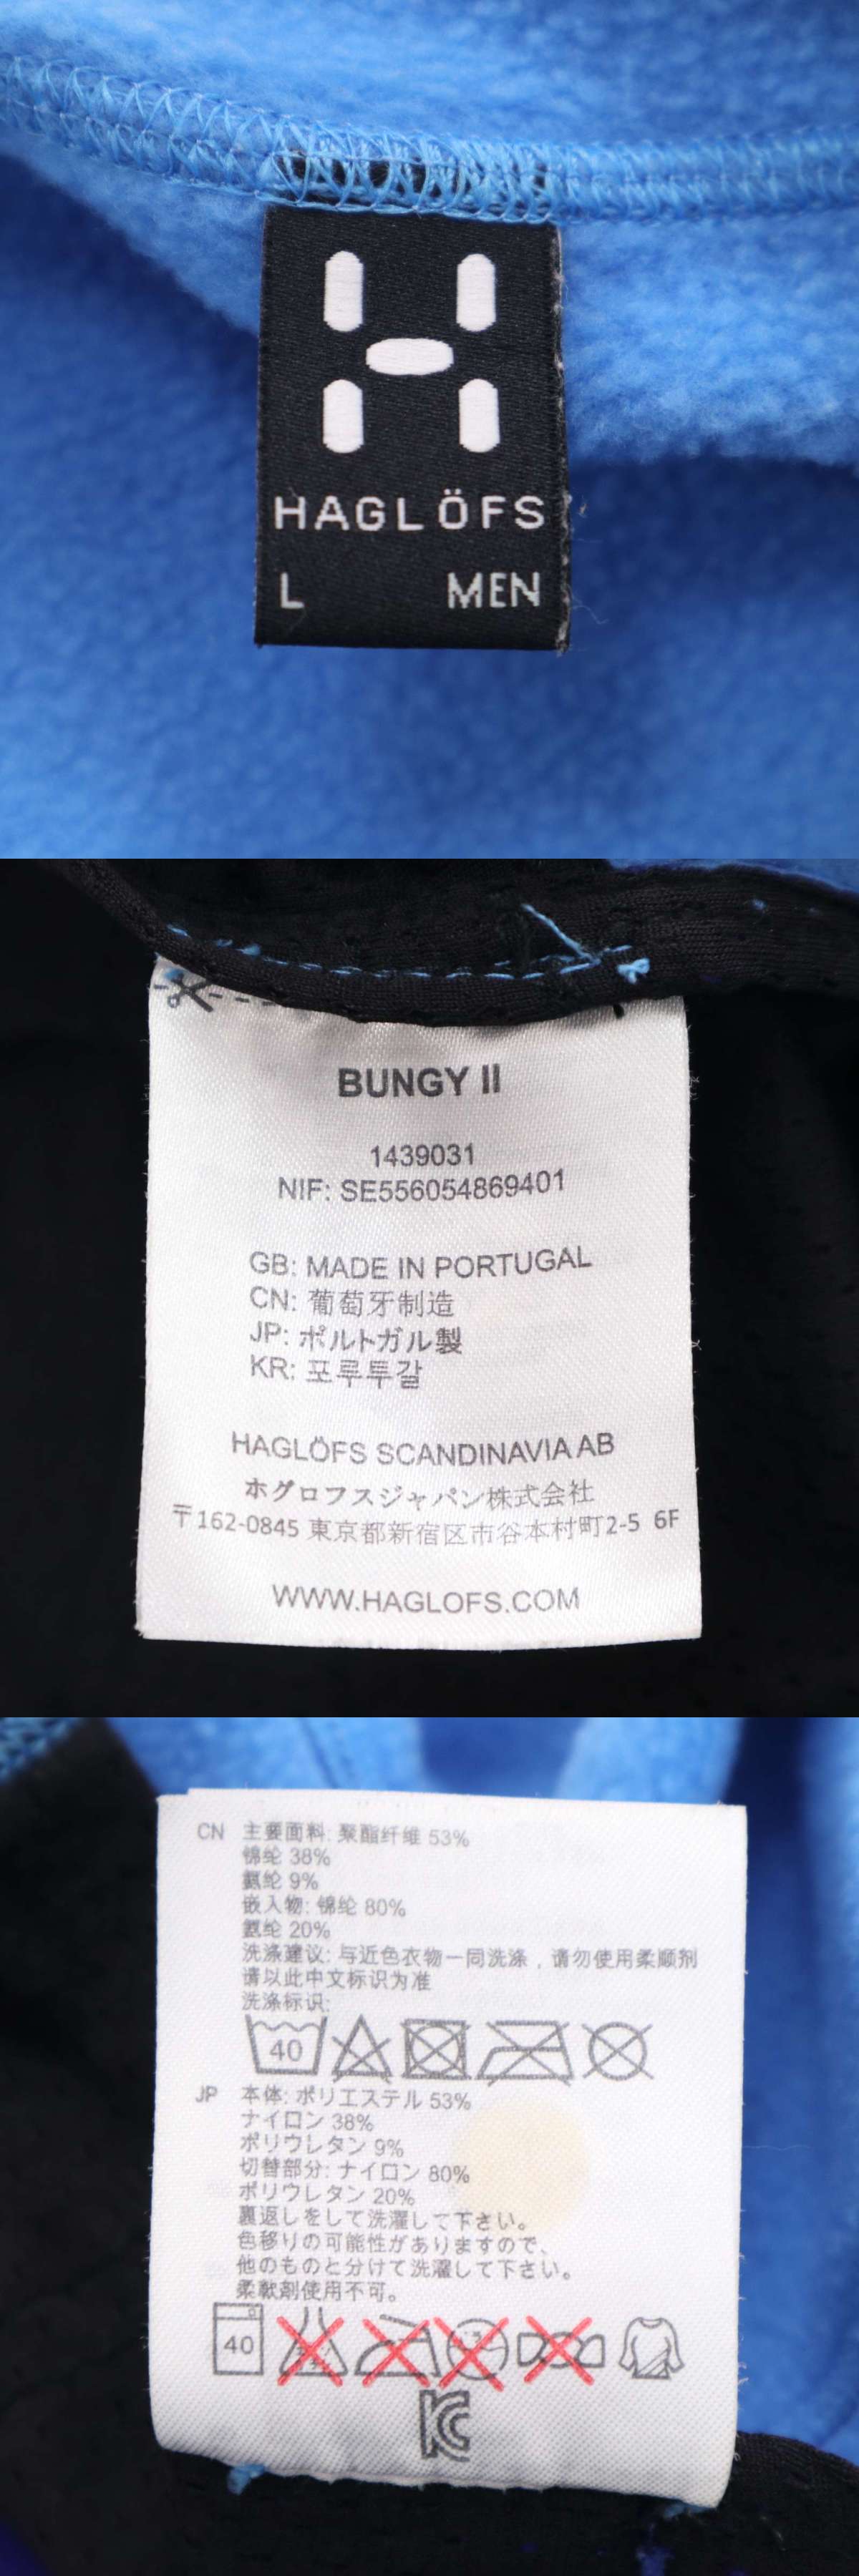 HAGLÖFS
L MEN
BUNGY II
1439031
NIF: SE556054869401
GB: MADE IN PORTUGAL
CN: 葡萄牙制造
JP: ポルトガル製
KR: 포루투갈
HAGLÖFS SCANDINAVIA AB
ホグロフスジャパン株式会社
〒162-0845 東京都新宿区市谷本村町2-5 6F
WWW.HAGLOFS.COM
CN 主要面料: 聚酯纤维 53%
锦纶 38%
氨纶 9%
嵌入物: 锦纶 80%
氨纶 20%
洗涤建议: 与近色衣物一同洗涤，请勿使用柔顺剂
请以此中文标识为准
洗涤标识:
40
JP 本体: ポリエステル 53%
ナイロン 38%
ポリウレタン 9%
切替部分: ナイロン 80%
ポリウレタン 20%
裏返しをして洗濯して下さい。
色移りの可能性がありますので、
他のものと分けて洗濯して下さい。
柔軟剤使用不可。
40
KC